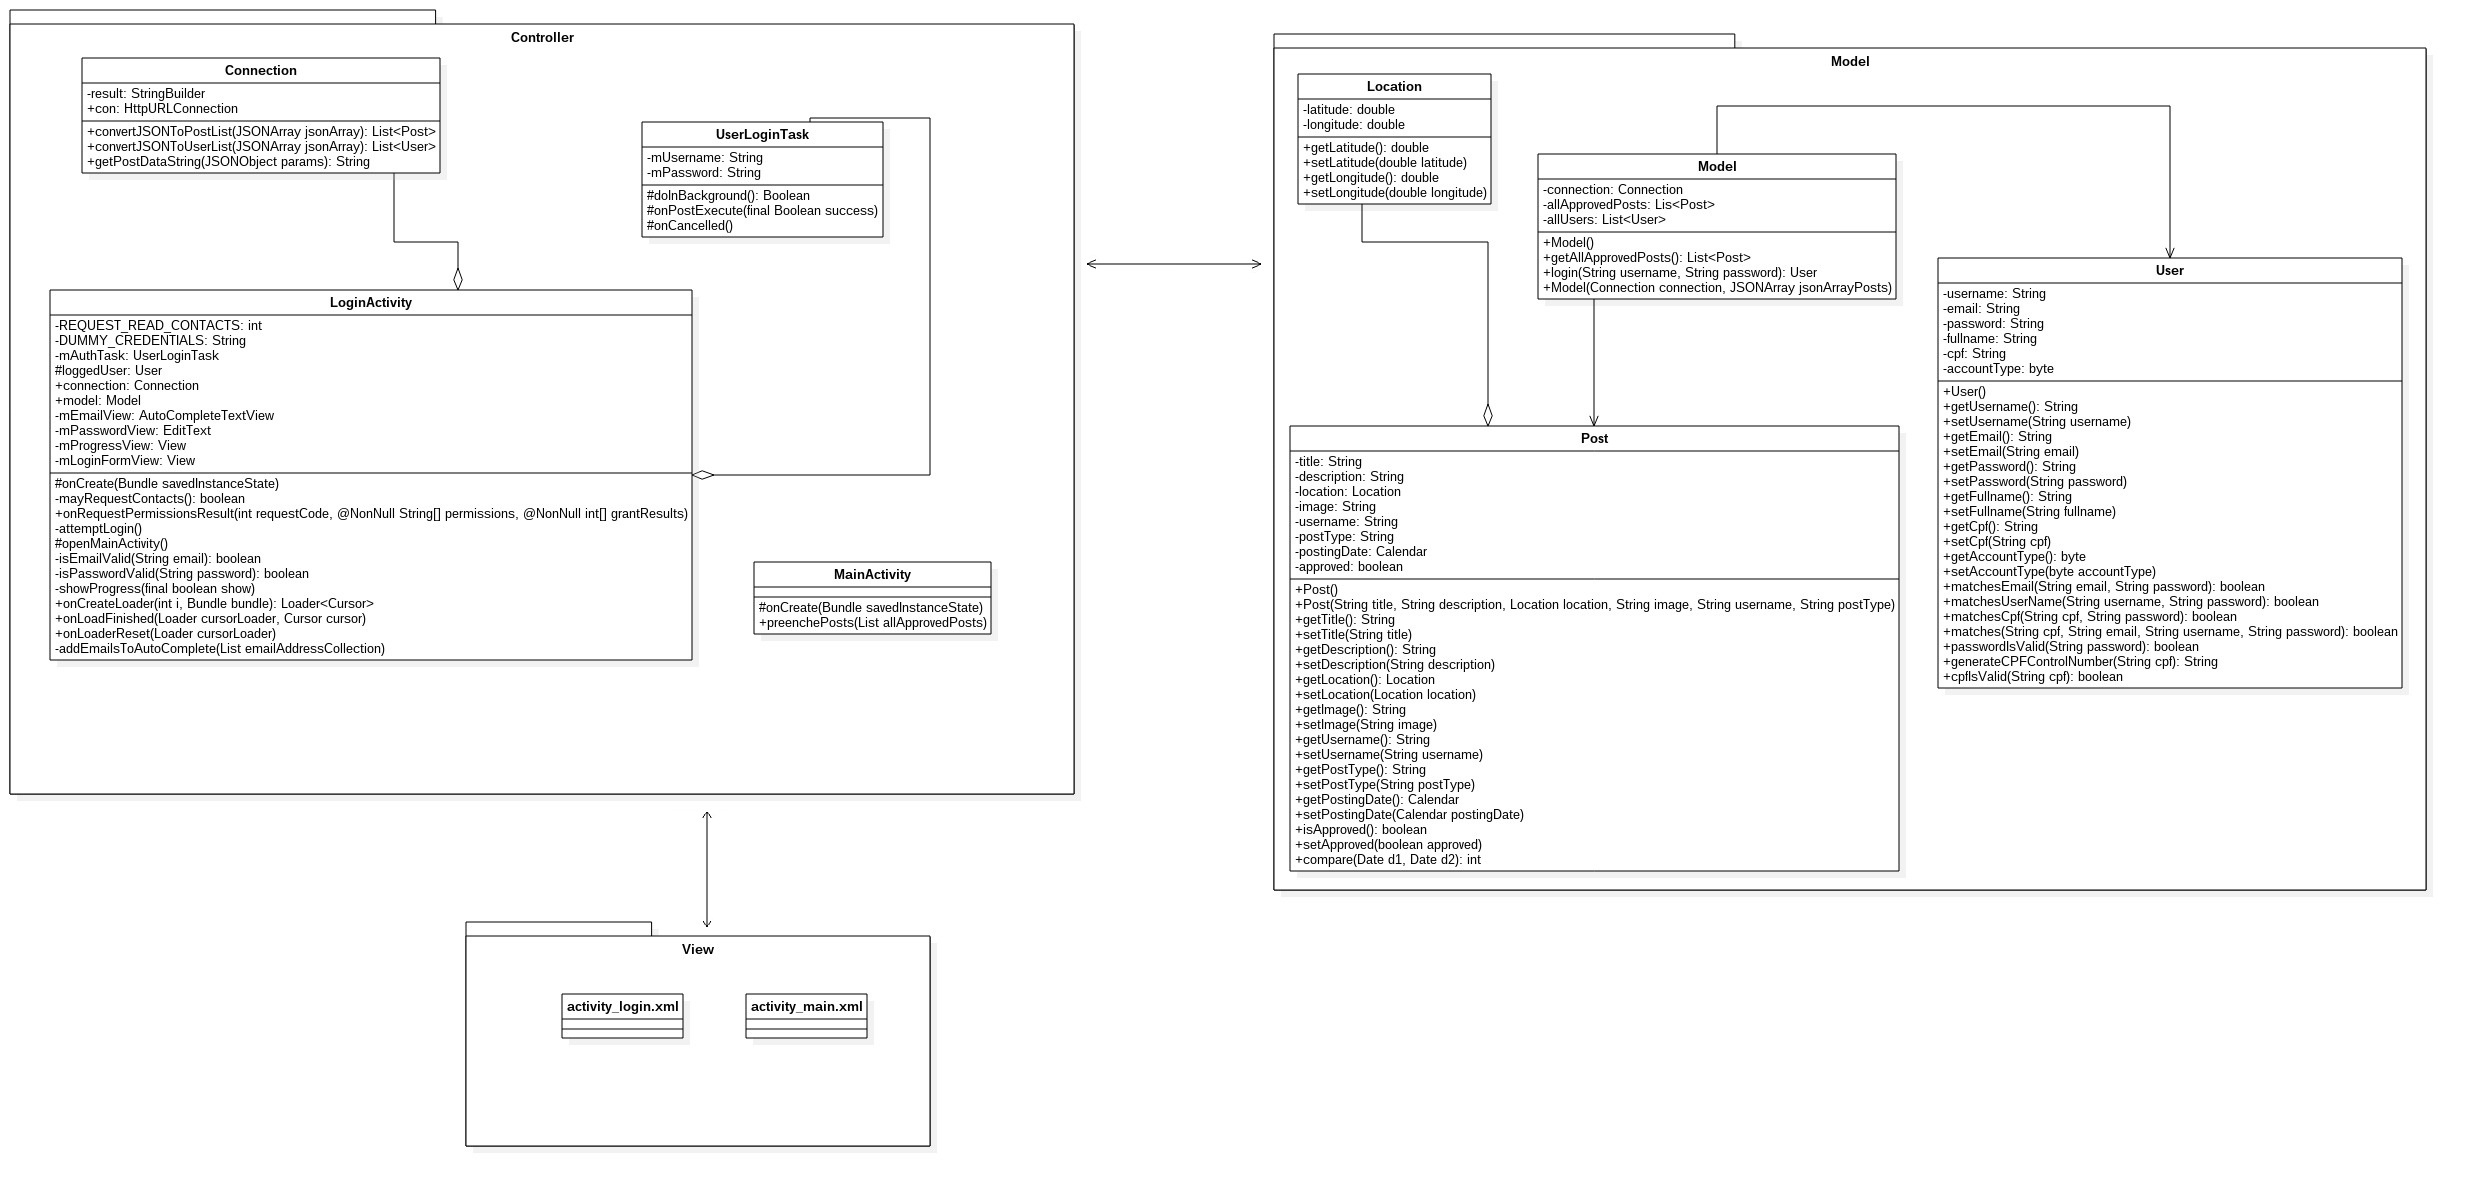 Controller
Connection
-result: StringBuilder
+con: HttpURLConnection
+convertJSONToPostList(JSONArray jsonArray): List<Post>
+convertJSONToUserList(JSONArray jsonArray): List<User>
+getPostDataString(JSONObject params): String
UserLoginTask
-mUsername: String
-mPassword: String
#doInBackground(): Boolean
#onPostExecute(final Boolean success)
#onCancelled()
LoginActivity
-REQUEST_READ_CONTACTS: int
-DUMMY_CREDENTIALS: String
-mAuthTask: UserLoginTask
#loggedUser: User
+connection: Connection
+model: Model
-mEmailView: AutoCompleteTextView
-mPasswordView: EditText
-mProgressView: View
-mLoginFormView: View
#onCreate(Bundle savedInstanceState)
-mayRequestContacts(): boolean
+onRequestPermissionsResult(int requestCode, @NonNull String[] permissions, @NonNull int[] grantResults)
-attemptLogin()
#openMainActivity()
-isEmailValid(String email): boolean
-isPasswordValid(String password): boolean
-showProgress(final boolean show)
+onCreateLoader(int i, Bundle bundle): Loader<Cursor>
+onLoadFinished(Loader cursorLoader, Cursor cursor)
+onLoaderReset(Loader cursorLoader)
-addEmailsToAutoComplete(List emailAddressCollection)
MainActivity
#onCreate(Bundle savedInstanceState)
+preenchePosts(List allApprovedPosts)
Model
Location
-latitude: double
-longitude: double
+getLatitude(): double
+setLatitude(double latitude)
+getLongitude(): double
+setLongitude(double longitude)
Model
-connection: Connection
-allApprovedPosts: Lis<Post>
-allUsers: List<User>
+Model()
+getAllApprovedPosts(): List<Post>
+login(String username, String password): User
+Model(Connection connection, JSONArray jsonArrayPosts)
User
-username: String
-email: String
-password: String
-fullname: String
-cpf: String
-accountType: byte
+User()
+getUsername(): String
+setUsername(String username)
+getEmail(): String
+setEmail(String email)
+getPassword(): String
+setPassword(String password)
+getFullname(): String
+setFullname(String fullname)
+getCpf(): String
+setCpf(String cpf)
+getAccountType(): byte
+setAccountType(byte accountType)
+matchesEmail(String email, String password): boolean
+matchesUserName(String username, String password): boolean
+matchesCpf(String cpf, String password): boolean
+matches(String cpf, String email, String username, String password): boolean
+passwordIsValid(String password): boolean
+generateCPFControlNumber(String cpf): String
+cpfIsValid(String cpf): boolean
Post
-title: String
-description: String
-location: Location
-image: String
-username: String
-postType: String
-postingDate: Calendar
-approved: boolean
+Post()
+Post(String title, String description, Location location, String image, String username, String postType)
+getTitle(): String
+setTitle(String title)
+getDescription(): String
+setDescription(String description)
+getLocation(): Location
+setLocation(Location location)
+getImage(): String
+setImage(String image)
+getUsername(): String
+setUsername(String username)
+getPostType(): String
+setPostType(String postType)
+getPostingDate(): Calendar
+setPostingDate(Calendar postingDate)
+isApproved(): boolean
+setApproved(boolean approved)
+compare(Date d1, Date d2): int
View
activity_login.xml
activity_main.xml